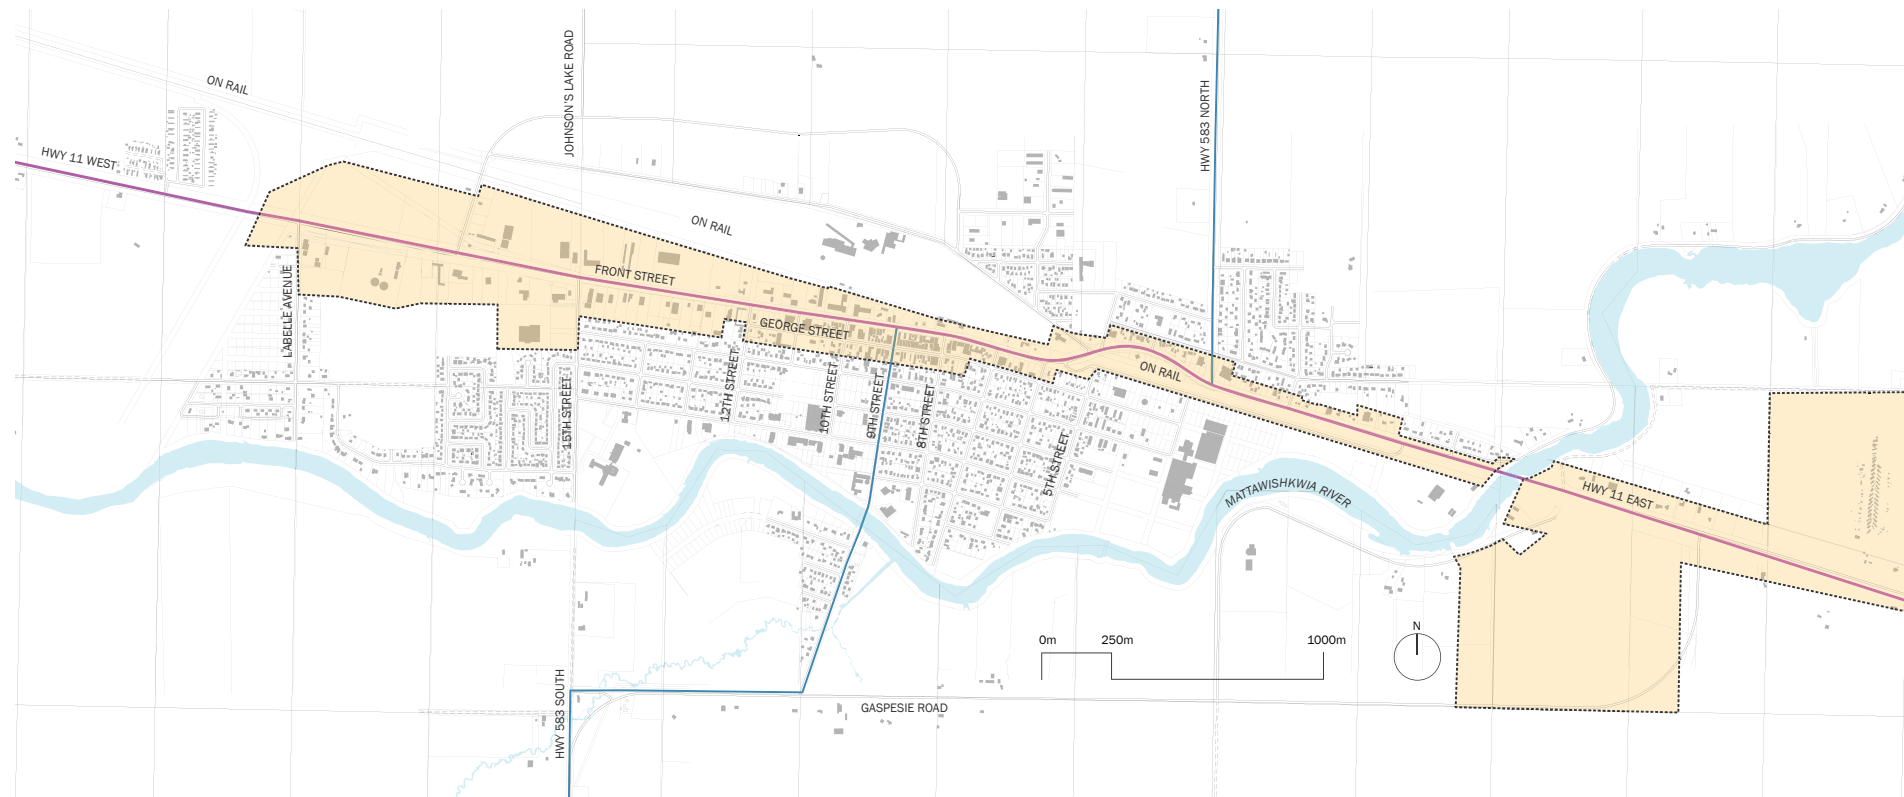 ON RAIL
JOHNSON'S LAKE ROAD
HWY 583 NORTH
HWY 11 WEST
ON RAIL
FRONT STREET
LABELLE AVENUE
GEORGE STREET
ON RAIL
12TH STREET
10TH STREET
9TH STREET
8TH STREET
15TH STREET
5TH STREET
MATTAWISHKWIA RIVER
HWY 11 EAST
0m 250m 1000m
N
HWY 583 SOUTH
GASPESIE ROAD